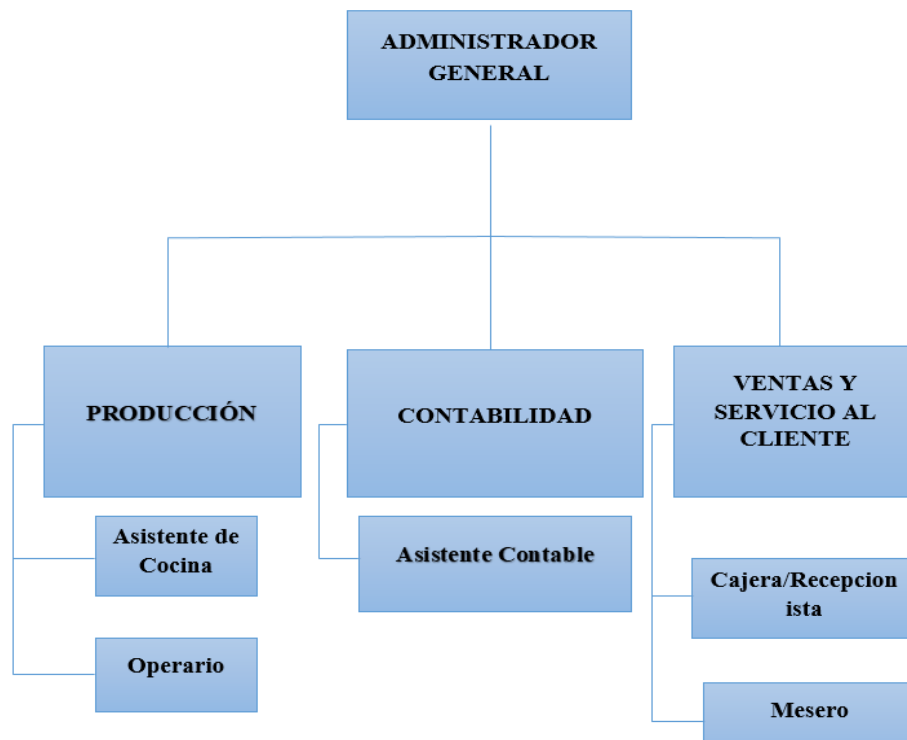 ADMINISTRADOR
GENERAL
PRODUCCIÓN
CONTABILIDAD
VENTAS Y
SERVICIO AL
CLIENTE
Asistente de
Cocina
Asistente Contable
Cajera/Recepcion
ista
Operario
Mesero